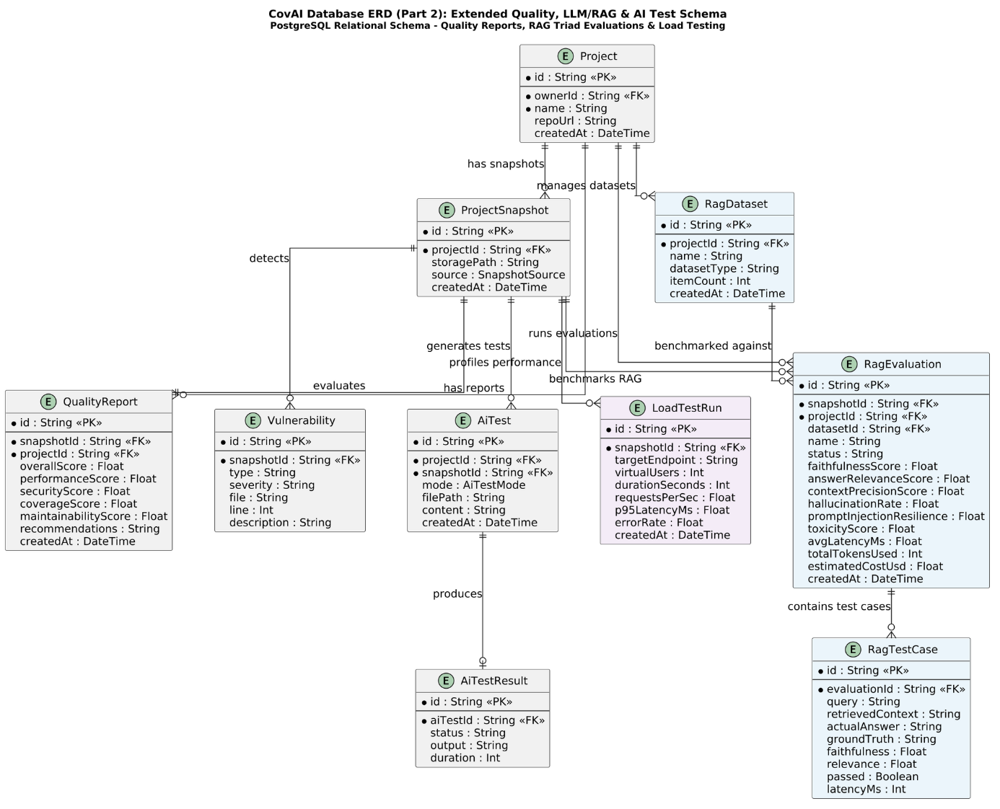 CovAI Database ERD (Part 2): Extended Quality, LLM/RAG & AI Test Schema
PostgreSQL Relational Schema - Quality Reports, RAG Triad Evaluations & Load Testing
E Project
id : String «PK»
ownerId : String «FK»
name : String
repoUrl : String
createdAt : DateTime
has snapshots
manages datasets
E ProjectSnapshot
id : String «PK»
projectId : String «FK»
storagePath : String
source : SnapshotSource
createdAt : DateTime
E RagDataset
id : String «PK»
projectId : String «FK»
name : String
datasetType : String
itemCount : Int
createdAt : DateTime
detects
runs evaluations
generates tests
benchmarked against
profiles performance
benchmarks RAG
evaluates
has reports
E QualityReport
id : String «PK»
snapshotId : String «FK»
projectId : String «FK»
overallScore : Float
performanceScore : Float
securityScore : Float
coverageScore : Float
maintainabilityScore : Float
recommendations : String
createdAt : DateTime
E Vulnerability
id : String «PK»
snapshotId : String «FK»
type : String
severity : String
file : String
line : Int
description : String
E AiTest
id : String «PK»
projectId : String «FK»
snapshotId : String «FK»
mode : AiTestMode
filePath : String
content : String
createdAt : DateTime
E LoadTestRun
id : String «PK»
snapshotId : String «FK»
targetEndpoint : String
virtualUsers : Int
durationSeconds : Int
requestsPerSec : Float
p95LatencyMs : Float
errorRate : Float
createdAt : DateTime
E RagEvaluation
id : String «PK»
snapshotId : String «FK»
projectId : String «FK»
datasetId : String «FK»
name : String
status : String
faithfulnessScore : Float
answerRelevanceScore : Float
contextPrecisionScore : Float
hallucinationRate : Float
promptInjectionResilience : Float
toxicityScore : Float
avgLatencyMs : Float
totalTokensUsed : Int
estimatedCostUsd : Float
createdAt : DateTime
produces
contains test cases
E AiTestResult
id : String «PK»
aiTestId : String «FK»
status : String
output : String
duration : Int
E RagTestCase
id : String «PK»
evaluationId : String «FK»
query : String
retrievedContext : String
actualAnswer : String
groundTruth : String
faithfulness : Float
relevance : Float
passed : Boolean
latencyMs : Int